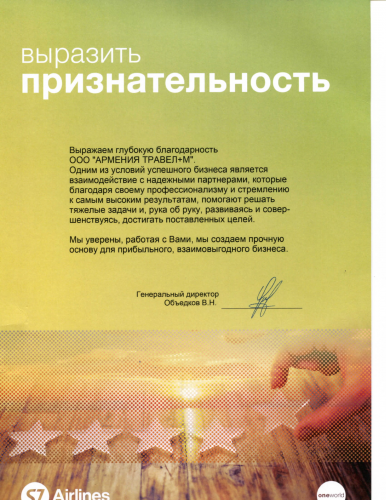 выразить
признательность
Выражаем глубокую благодарность
ООО "АРМЕНИЯ ТРАВЕЛ+М".
Одним из условий успешного бизнеса является
взаимодействие с надежными партнерами, которые
благодаря своему профессионализму и стремлению
к самым высоким результатам, помогают решать
тяжелые задачи и, рука об руку, развиваясь и совер-
шенствуясь, достигать поставленных целей.
Мы уверены, работая с Вами, мы создаем прочную
основу для прибыльного, взаимовыгодного бизнеса.
Генеральный директор
Объедков В.Н.
S7 Airlines
oneworld